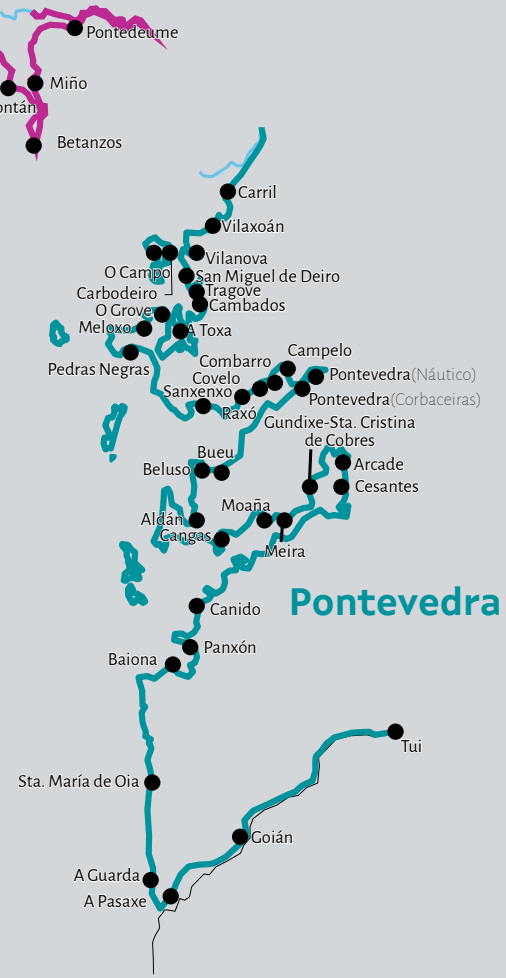 Pontedeume
Miño
ontán
Betanzos
Carril
Vilaxoán
Vilanova
O Campo
San Miguel de Deiro
Carbodeiro
Tragove
Cambados
O Grove
Meloxo
A Toxa
Pedras Negras
Combarro
Campelo
Covelo
Pontevedra(Náutico)
Sanxenxo
Pontevedra(Corbaceiras)
Raxó
Gundixe-Sta. Cristina
de Cobres
Bueu
Beluso
Arcade
Cesantes
Moaña
Aldán
Cangas
Meira
Pontevedra
Canido
Panxón
Baiona
Tui
Sta. María de Oia
Goián
A Guarda
A Pasaxe